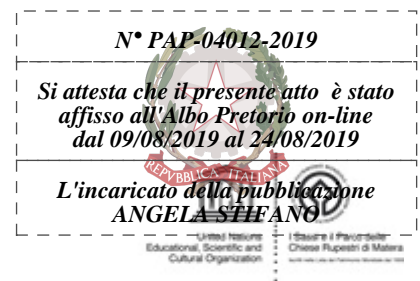 N° PAP-04012-2019
Si attesta che il presente atto è stato
affisso all'Albo Pretorio on-line
dal 09/08/2019 al 24/08/2019
REPVBBLICA ITALIANA
L'incaricato della pubblicazione
ANGELA STIFANO
United Nations
Educational, Scientific and
Cultural Organization
I Sassi e il Parco delle
Chiese Rupestri di Matera